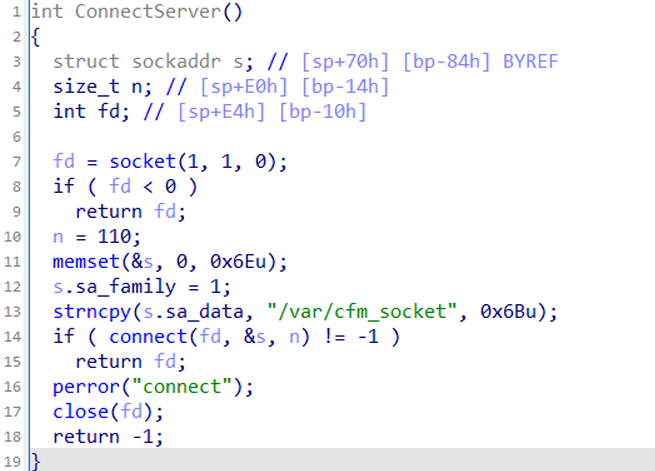 1 int ConnectServer()
2 {
3 struct sockaddr s; // [sp+70h] [bp-84h] BYREF
4 size_t n; // [sp+E0h] [bp-14h]
5 int fd; // [sp+E4h] [bp-10h]
6
7 fd = socket(1, 1, 0);
8 if ( fd < 0 )
9 return fd;
10 n = 110;
11 memset(&s, 0, 0x6Eu);
12 s.sa_family = 1;
13 strncpy(s.sa_data, "/var/cfm_socket", 0x6Bu);
14 if ( connect(fd, &s, n) != -1 )
15 return fd;
16 perror("connect");
17 close(fd);
18 return -1;
19 }